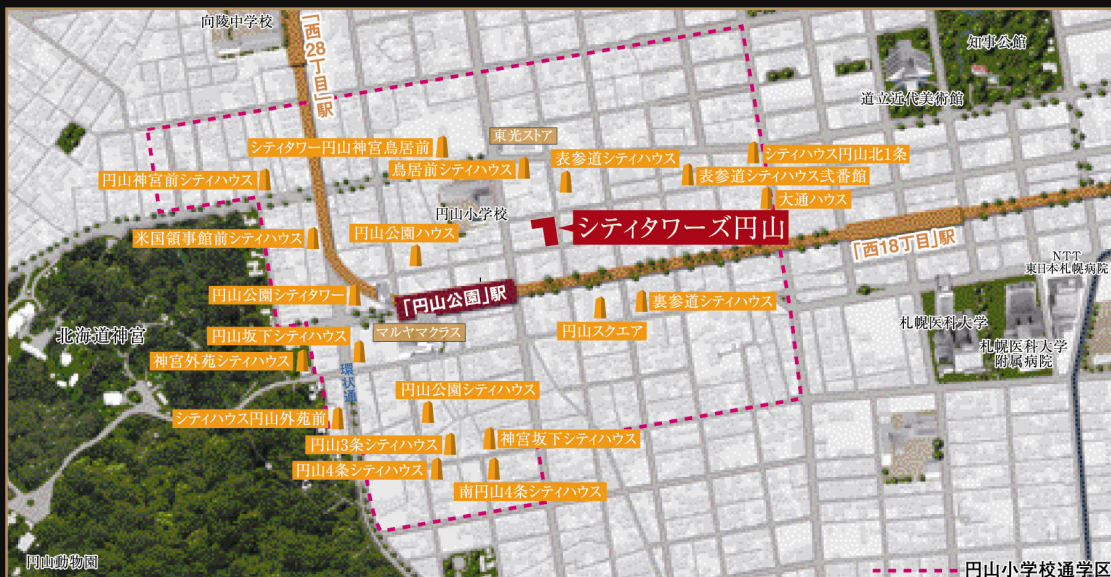 向陵中学校
「西28丁目」駅
知事公館
道立近代美術館
東光ストア
シティタワー円山神宮鳥居前
鳥居前シティハウス
表参道シティハウス
シティハウス円山北1条
円山神宮前シティハウス
表参道シティハウス弐番館
大通ハウス
円山小学校
シティタワーズ円山
米国領事館前シティハウス
円山公園ハウス
「西18丁目」駅
NTT
東日本札幌病院
円山公園シティタワー
「円山公園」駅
裏参道シティハウス
円山スクエア
札幌医科大学
札幌医科大学
附属病院
北海道神宮
円山坂下シティハウス
マルヤマクラス
神宮外苑シティハウス
環状通
円山公園シティハウス
シティハウス円山外苑前
円山3条シティハウス
神宮坂下シティハウス
円山4条シティハウス
南円山4条シティハウス
円山動物園
円山小学校通学区